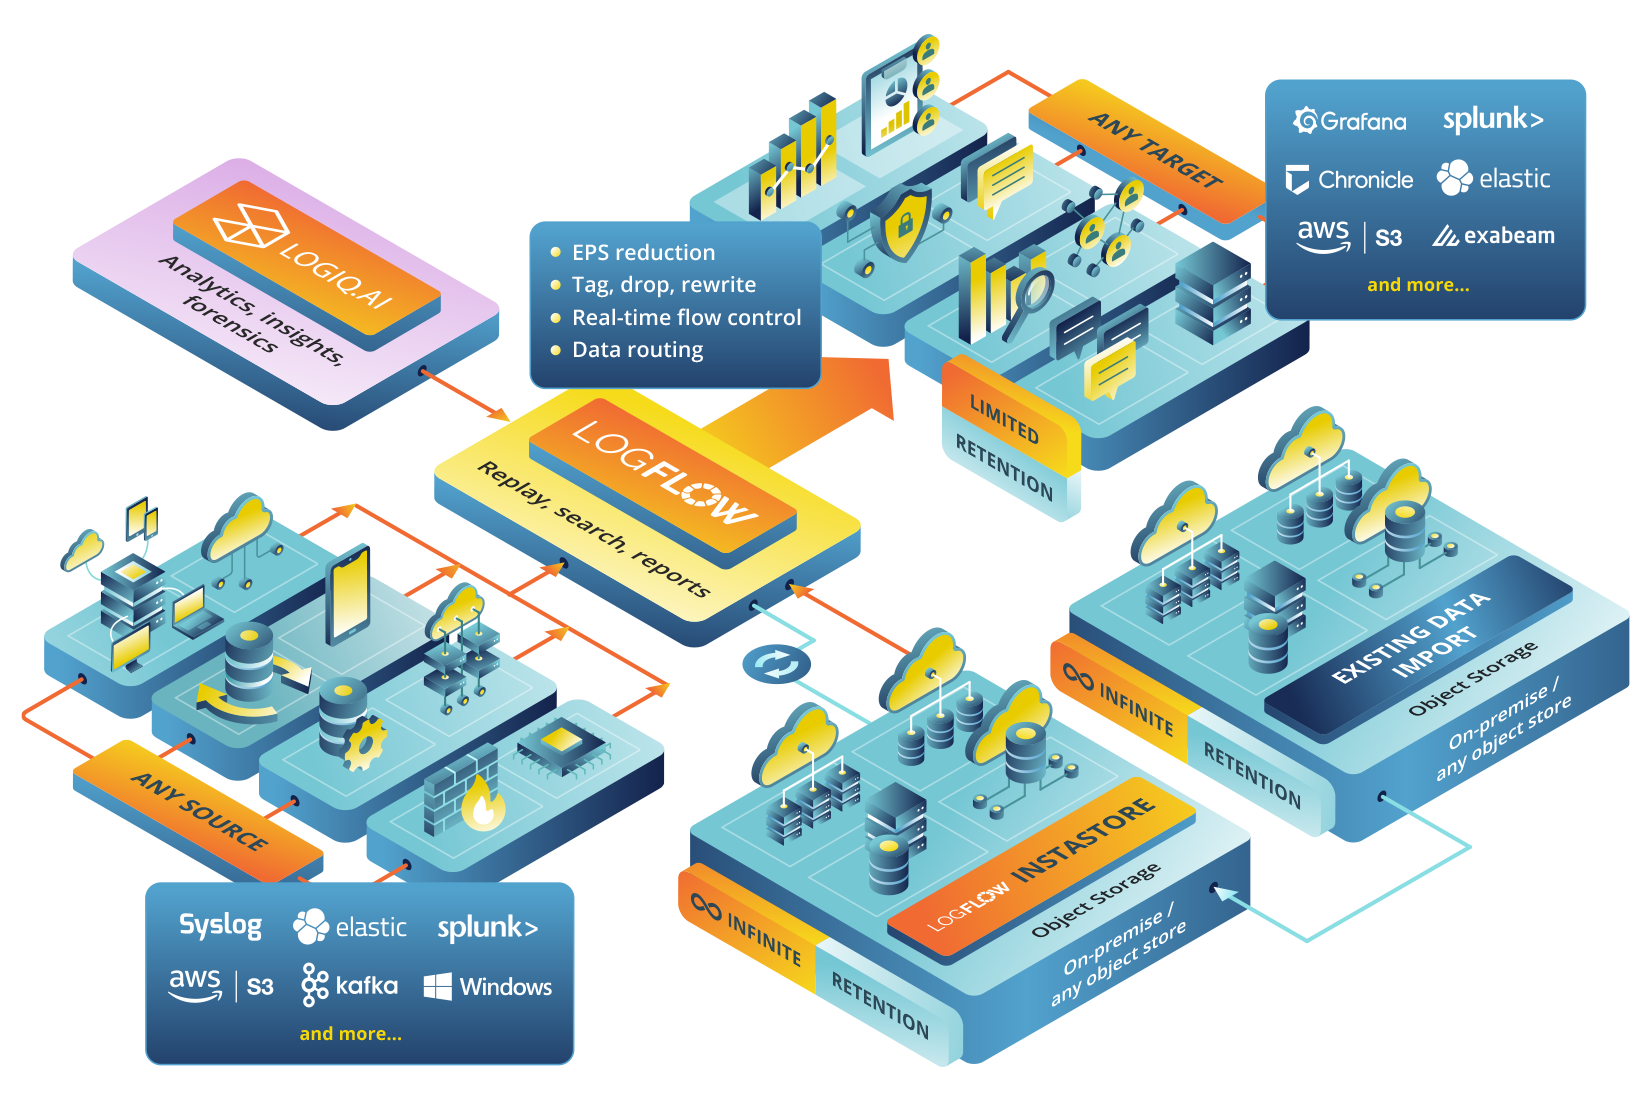 LOGIQ.AI
Analytics, insights,
forensics
EPS reduction
Tag, drop, rewrite
Real-time flow control
Data routing
ANY TARGET
Grafana
splunk>
Chronicle
elastic
aws | S3
exabeam
and more...
LIMITED
RETENTION
LOGFLOW
Replay, search, reports
ANY SOURCE
Syslog
elastic
splunk>
aws | S3
kafka
Windows
and more...
EXISTING DATA
IMPORT
Object Storage
On-premise /
any object store
INFINITE
RETENTION
LOGFLOW INSTASTORE
Object Storage
On-premise /
any object store
INFINITE
RETENTION